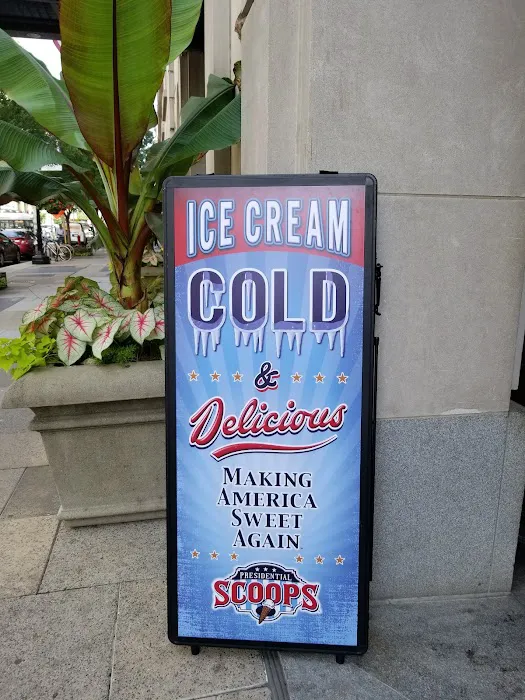 ICE CREAM
COLD
&
Delicious
MAKING
AMERICA
SWEET
AGAIN
PRESIDENTIAL
SCOOPS